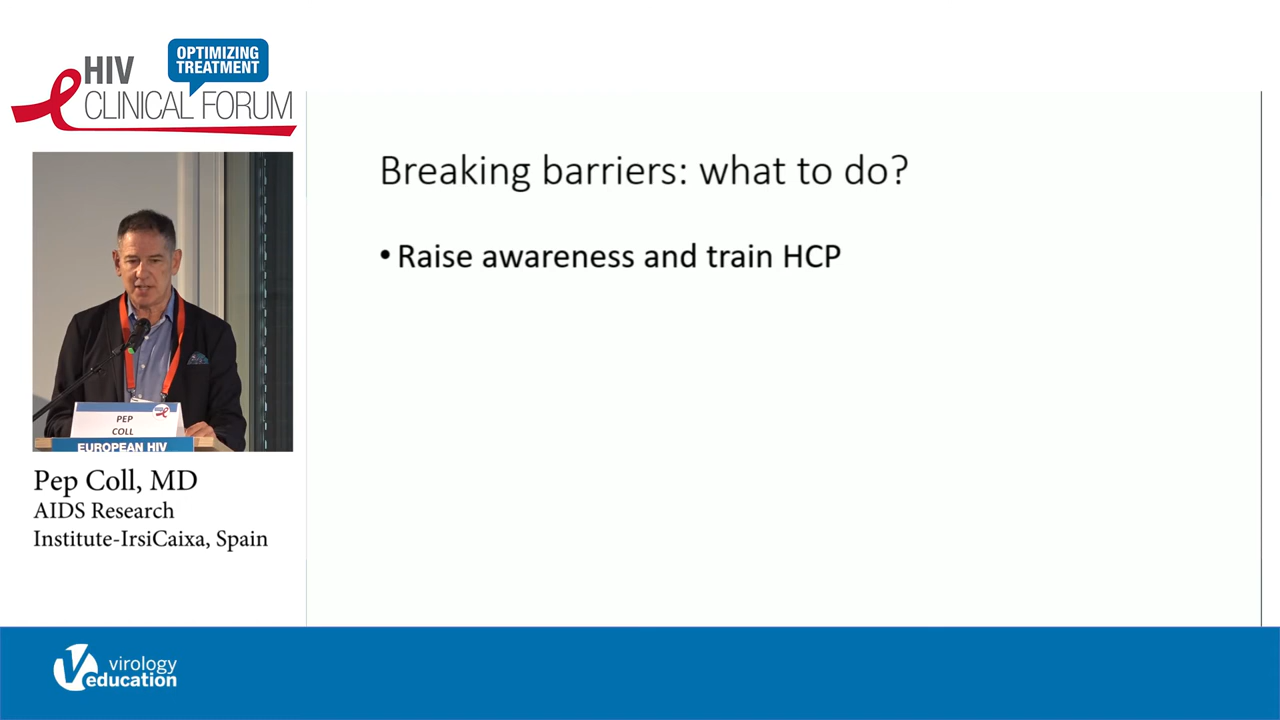 OPTIMIZING
TREATMENT
HIV
CLINICAL FORUM
Breaking barriers: what to do?
• Raise awareness and train HCP
PEP
COLL
EUROPEAN HIV
Pep Coll, MD
AIDS Research
Institute-IrsiCaixa, Spain
virology
education